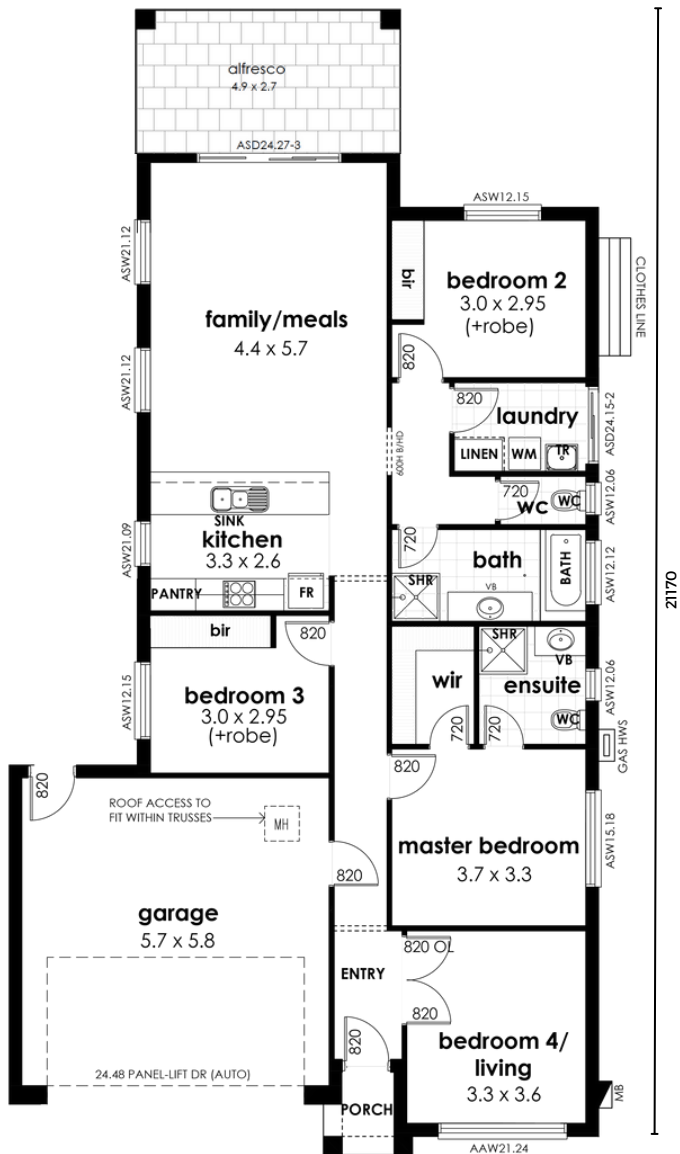 alfresco
4.9 x 2.7
ASD24.27-3
ASW12.15
ASW21.12
bir
bedroom 2
3.0 x 2.95
(+robe)
CLOTHES LINE
family/meals
4.4 x 5.7
820
ASW21.12
820
laundry
ASD24.15-2
600H B/HD
LINEN
WM
TR
720
WC
WC
ASW12.06
SINK
kitchen
3.3 x 2.6
ASW21.09
720
bath
SHR
VB
BATH
ASW12.12
PANTRY
FR
21170
bir
820
SHR
VB
wir
ensuite
ASW12.06
bedroom 3
3.0 x 2.95
(+robe)
ASW12.15
720
720
WC
GAS HWS
820
820
ROOF ACCESS TO
FIT WITHIN TRUSSES
MH
master bedroom
3.7 x 3.3
ASW15.18
820
garage
5.7 x 5.8
820 OL
ENTRY
820
820
bedroom 4/
living
3.3 x 3.6
24.48 PANEL-LIFT DR (AUTO)
MB
PORCH
AAW21.24